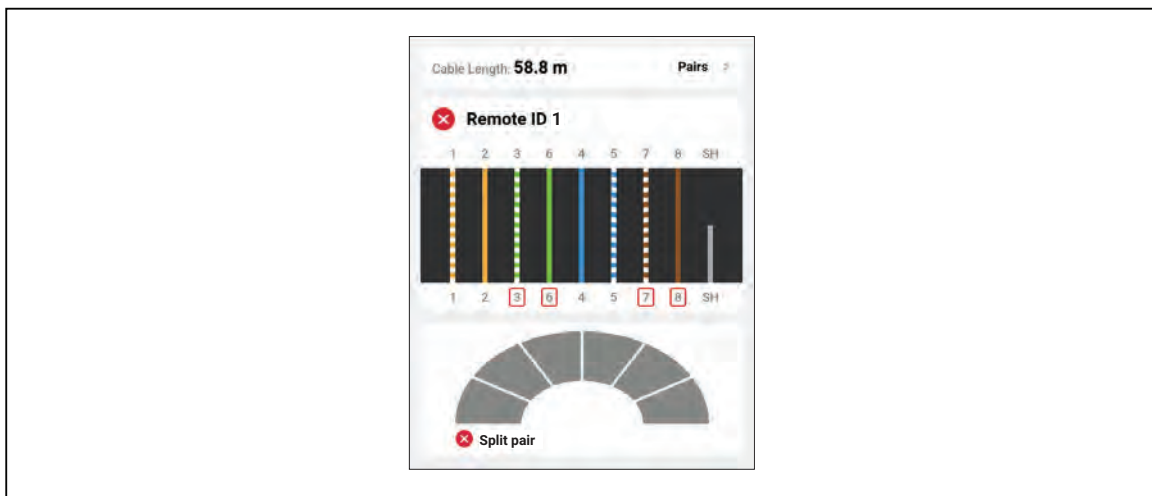 Cable Length: 58.8 m Pairs
Remote ID 1
1 2 3 6 4 5 7 8 SH
1 2 3 6 4 5 7 8 SH
Split pair